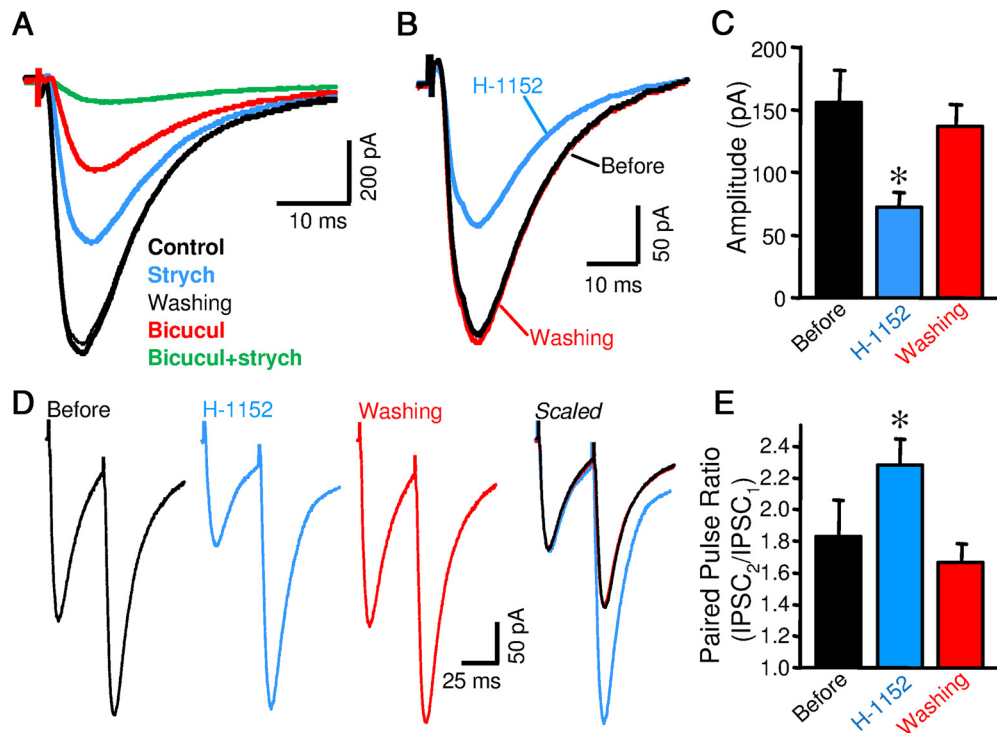 A
200 pA
10 ms
Control
Strych
Washing
Bicucul
Bicucul+strych
B
H-1152
Before
50 pA
10 ms
Washing
C
Amplitude (pA)
200
150
100
50
0
*
Before
H-1152
Washing
D
Before
H-1152
Washing
Scaled
50 pA
25 ms
E
Paired Pulse Ratio
(IPSC2/IPSC1)
2.4
2.2
2.0
1.8
1.6
1.4
1.2
1.0
*
Before
H-1152
Washing